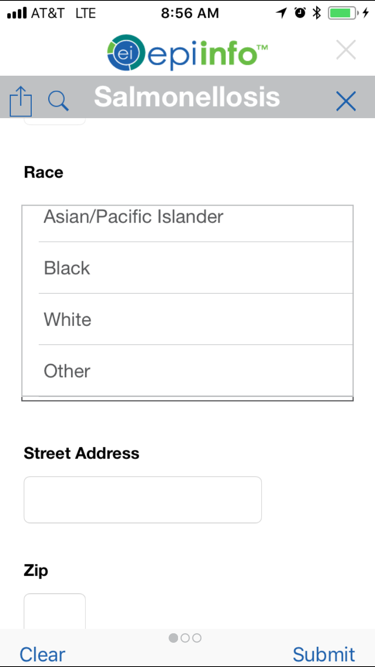 AT&T LTE 8:56 AM
ei epiinfo™
Salmonellosis
Race
Asian/Pacific Islander
Black
White
Other
Street Address
Zip
Clear Submit